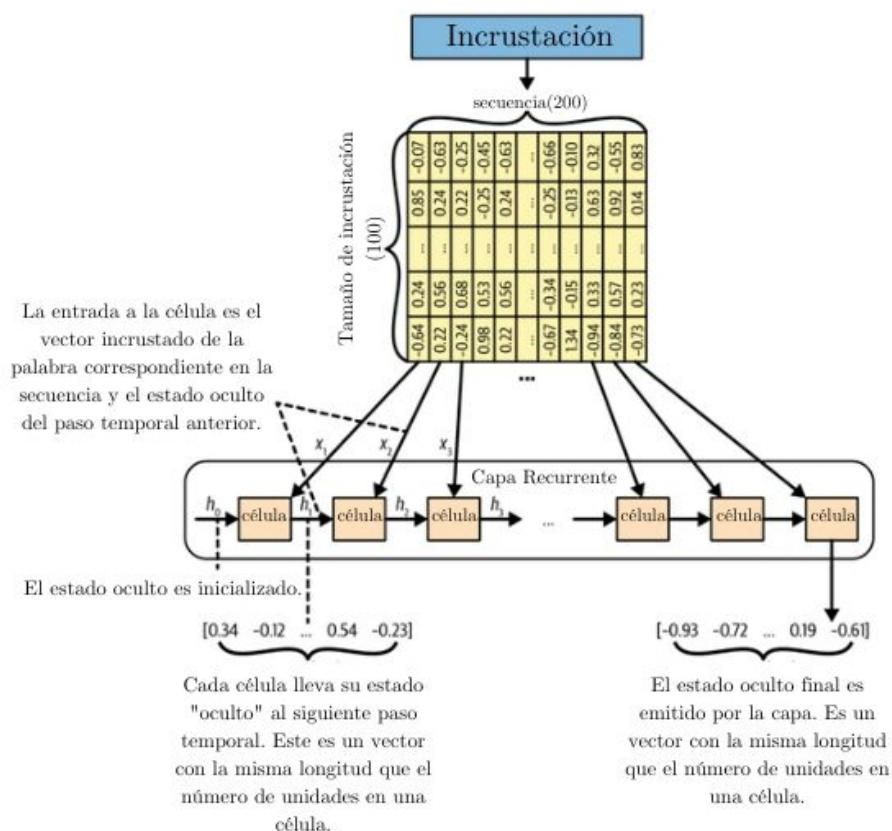 Incrustación
secuencia(200)
Tamaño de incrustación
(100)
-0.07 -0.63 -0.25 -0.45 -0.63 ... -0.66 -0.10 0.32 -0.55 0.83
0.85 0.24 0.22 -0.25 0.24 ... -0.25 -0.13 0.63 0.92 0.14
... ... ... ... ... ... ... ... ... ... ...
0.24 0.56 0.68 0.53 0.56 ... -0.34 -0.15 0.33 0.57 0.23
-0.64 0.22 -0.24 0.98 0.22 ... -0.67 1.34 -0.94 -0.84 -0.73
...
La entrada a la célula es el
vector incrustado de la
palabra correspondiente en la
secuencia y el estado oculto
del paso temporal anterior.
x₁ x₂ x₃
Capa Recurrente
h₀ célula h₁ célula h₂ célula h₃ ... célula célula célula
El estado oculto es inicializado.
[0.34 -0.12 ... 0.54 -0.23]
Cada célula lleva su estado
"oculto" al siguiente paso
temporal. Este es un vector
con la misma longitud que el
número de unidades en una
célula.
[-0.93 -0.72 ... 0.19 -0.61]
El estado oculto final es
emitido por la capa. Es un
vector con la misma longitud
que el número de unidades en
una célula.